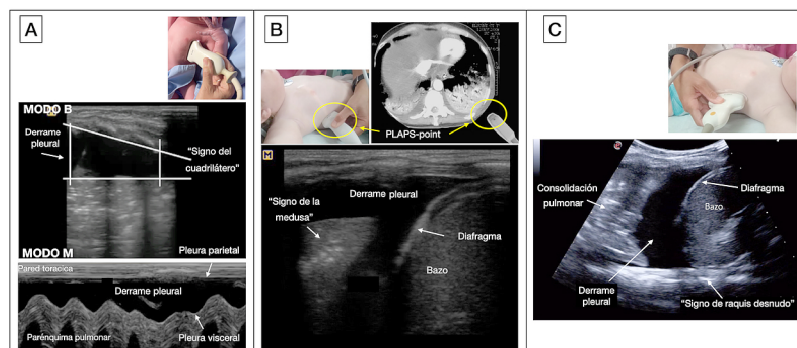 A
MODO B
Derrame
pleural
"Signo del
cuadrilátero"
MODO M
Pleura parietal
Pared toracica
Derrame pleural
Parénquima pulmonar
Pleura visceral
B
PLAPS-point
M
Derrame pleural
"Signo de la
medusa"
Diafragma
Bazo
C
Consolidación
pulmonar
Diafragma
Bazo
Derrame
pleural
"Signo de raquis desnudo"